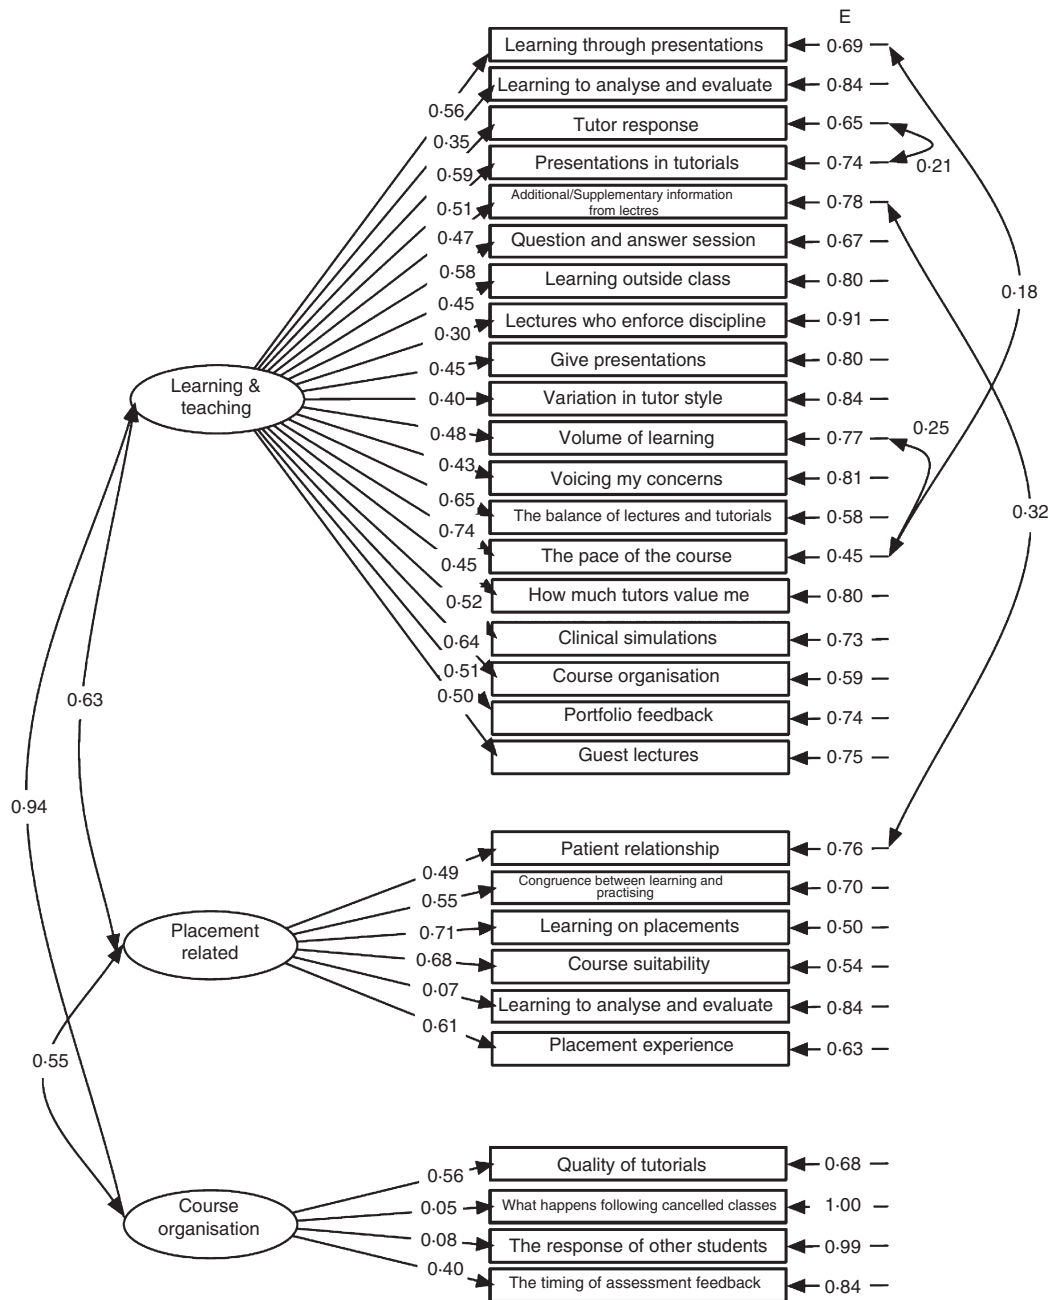 E
Learning through presentations
0·69
0·56
Learning to analyse and evaluate
0·84
0·35
Tutor response
0·65
0·59
Presentations in tutorials
0·74
0·21
0·51
Additional/Supplementary information
from lectres
0·78
0·47
Question and answer session
0·67
0·58
Learning outside class
0·80
0·18
0·45
Lectures who enforce discipline
0·91
0·30
Give presentations
0·80
0·45
Learning &
teaching
Variation in tutor style
0·84
0·40
Volume of learning
0·77
0·25
0·48
Voicing my concerns
0·81
0·43
The balance of lectures and tutorials
0·58
0·32
0·65
The pace of the course
0·45
0·74
How much tutors value me
0·80
0·45
Clinical simulations
0·73
0·52
Course organisation
0·59
0·64
Portfolio feedback
0·74
0·51
Guest lectures
0·75
0·50
0·63
0·94
Patient relationship
0·76
0·49
Congruence between learning and
practising
0·70
0·55
Placement
related
Learning on placements
0·50
0·71
Course suitability
0·54
0·68
Learning to analyse and evaluate
0·84
0·07
Placement experience
0·63
0·61
0·55
Quality of tutorials
0·68
0·56
Course
organisation
What happens following cancelled classes
1·00
0·05
The response of other students
0·99
0·08
The timing of assessment feedback
0·84
0·40